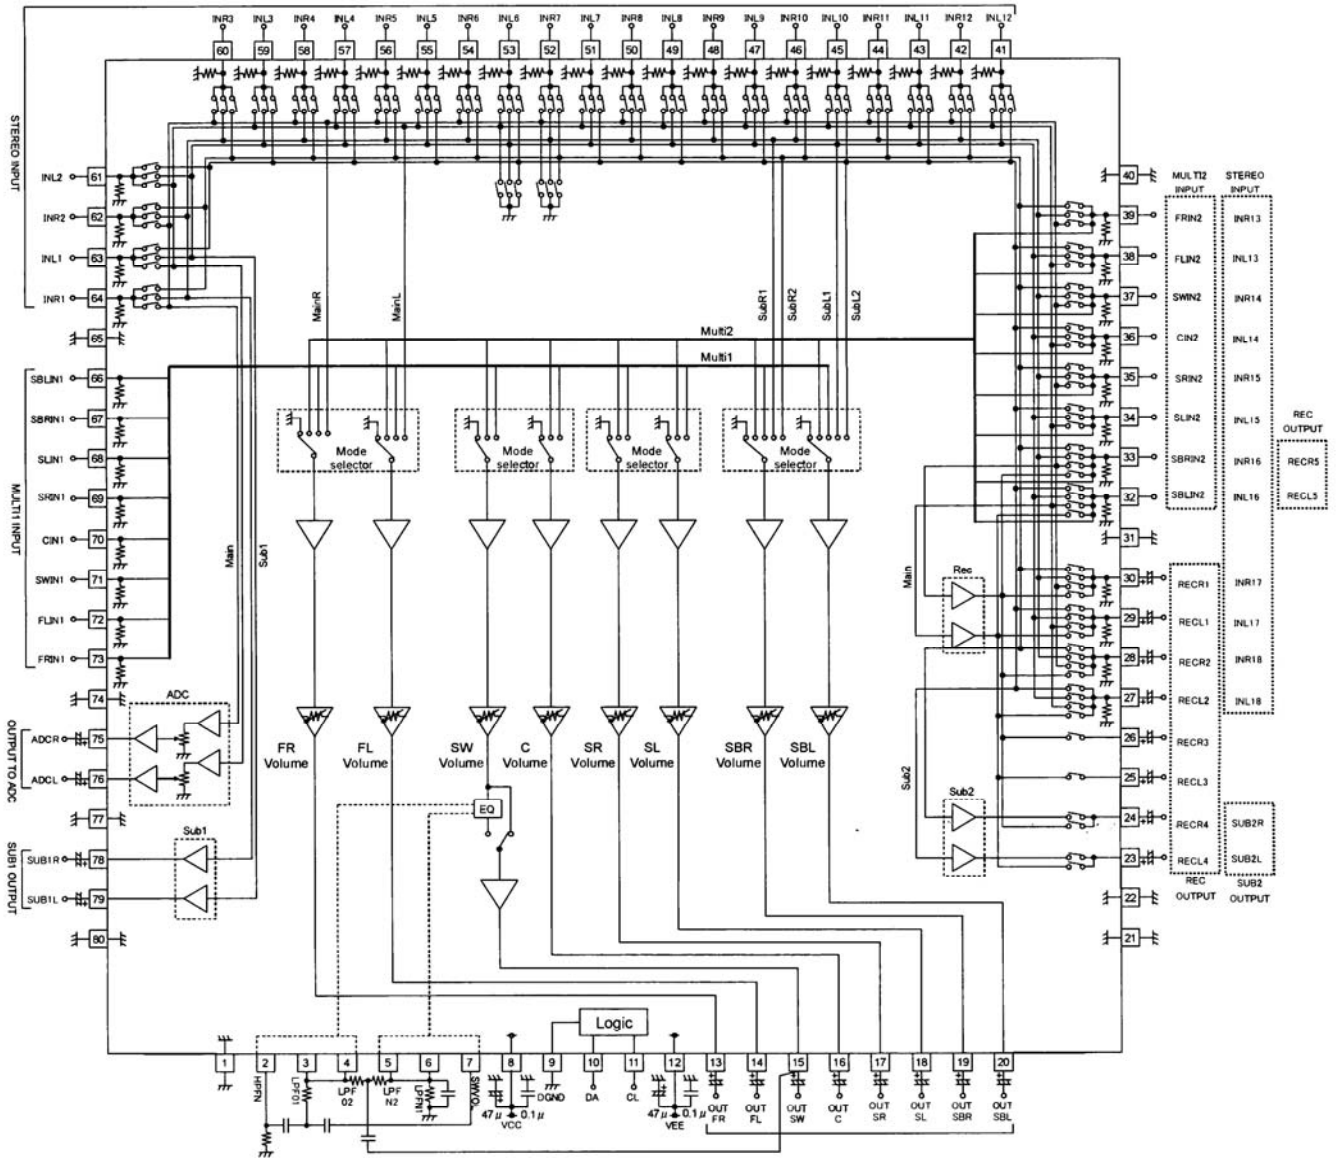 INR3 INL3 INR4 INL4 INR5 INL5 INR6 INL6 INR7 INL7 INR8 INL8 INR9 INL9 INR10 INL10 INR11 INL11 INR12 INL12
60 59 58 57 56 55 54 53 52 51 50 49 48 47 46 45 44 43 42 41
STEREO INPUT
INL2 61
INR2 62
INL1 63
INR1 64
65
MULTI1 INPUT
SBLIN1 66
SBRIN1 67
SLIN1 68
SRIN1 69
CIN1 70
SWIN1 71
FLIN1 72
FRIN1 73
74
OUTPUT TO ADC
ADC
ADCR 75
ADCL 76
77
SUB1 OUTPUT
Sub1
SUB1R 78
SUB1L 79
80
Main
Sub1
MainR
MainL
SubR1
SubR2
SubL1
SubL2
Multi2
Multi1
Mode selector
Mode selector
Mode selector
Mode selector
FR Volume
FL Volume
SW Volume
C Volume
SR Volume
SL Volume
SBR Volume
SBL Volume
EQ
Logic
40
MULTI2 INPUT
STEREO INPUT
39 FRIN2 INR13
38 FLIN2 INL13
37 SWIN2 INR14
36 CIN2 INL14
35 SRIN2 INR15
34 SLIN2 INL15
REC OUTPUT
33 SBRIN2 INR16 RECR5
32 SBLIN2 INL16 RECL5
31
Main
Rec
30 RECR1 INR17
29 RECL1 INL17
28 RECR2 INR18
27 RECL2 INL18
26 RECR3
25 RECL3
Sub2
Sub2
24 RECR4 SUB2R
23 RECL4 SUB2L
REC OUTPUT
SUB2 OUTPUT
22
21
1 2 3 4 5 6 7 8 9 10 11 12 13 14 15 16 17 18 19 20
HPFN
LPFO1
LPF O2
LPF N2
LPFN1
SWVO
47μ
0.1μ
VCC
DGND
DA
CL
47μ
0.1μ
VEE
OUT FR
OUT FL
OUT SW
OUT C
OUT SR
OUT SL
OUT SBR
OUT SBL